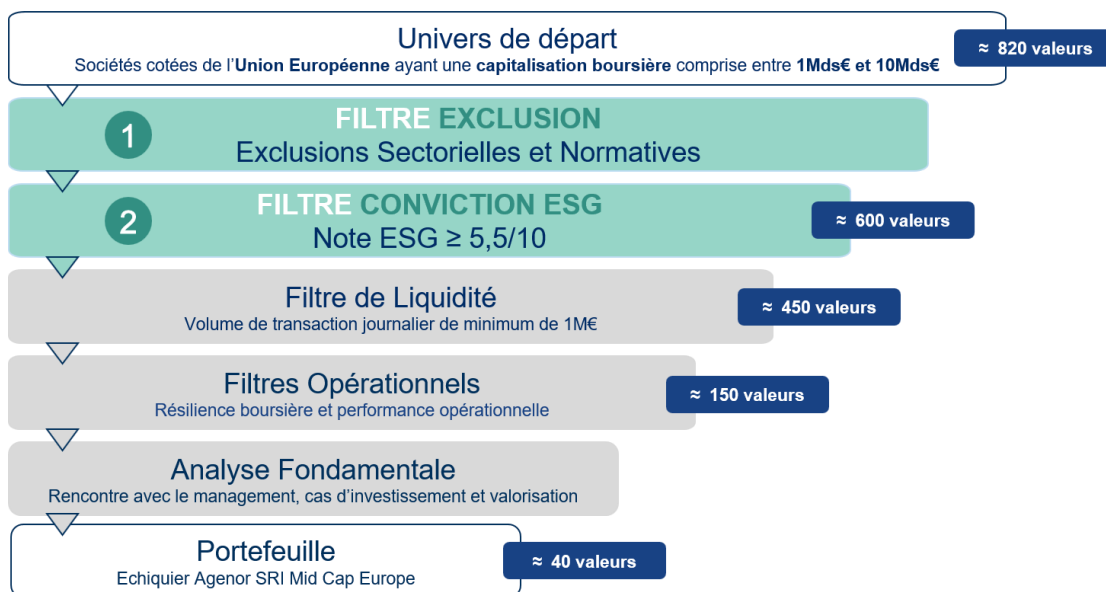 Univers de départ
Sociétés cotées de l'Union Européenne ayant une capitalisation boursière comprise entre 1Mds€ et 10Mds€
≈ 820 valeurs
1
FILTRE EXCLUSION
Exclusions Sectorielles et Normatives
2
FILTRE CONVICTION ESG
Note ESG ≥ 5,5/10
≈ 600 valeurs
Filtre de Liquidité
Volume de transaction journalier de minimum de 1M€
≈ 450 valeurs
Filtres Opérationnels
Résilience boursière et performance opérationnelle
≈ 150 valeurs
Analyse Fondamentale
Rencontre avec le management, cas d'investissement et valorisation
Portefeuille
Echiquier Agenor SRI Mid Cap Europe
≈ 40 valeurs